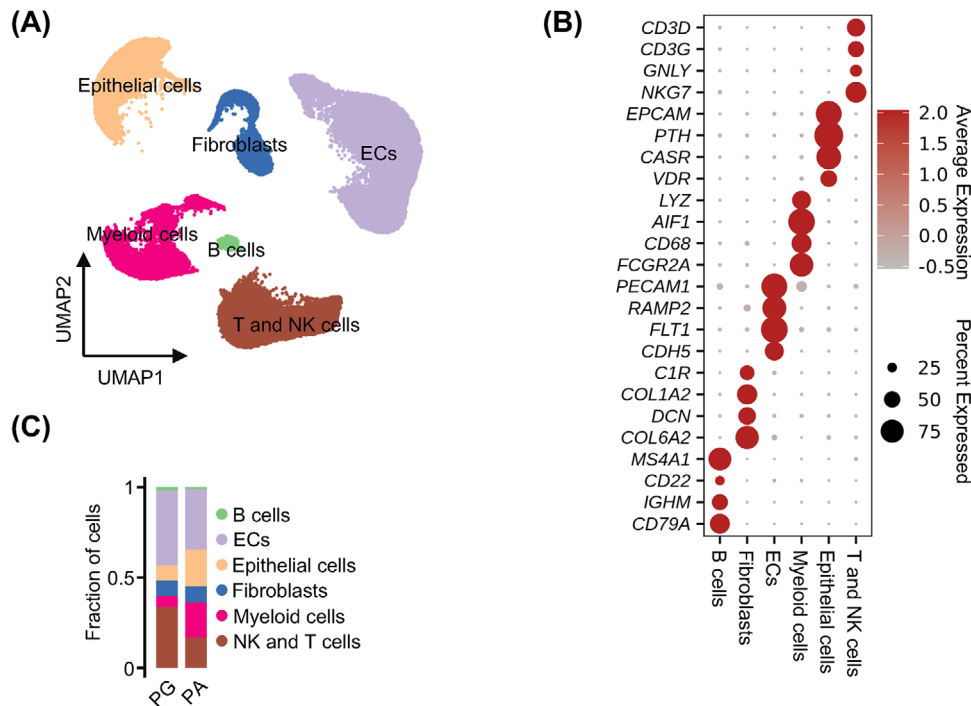 (A)
Epithelial cells
Fibroblasts
ECs
Myeloid cells
B cells
T and NK cells
UMAP2
UMAP1
(B)
CD3D
CD3G
GNLY
NKG7
EPCAM
PTH
CASR
VDR
LYZ
AIF1
CD68
FCGR2A
PECAM1
RAMP2
FLT1
CDH5
C1R
COL1A2
DCN
COL6A2
MS4A1
CD22
IGHM
CD79A
B cells
Fibroblasts
ECs
Myeloid cells
Epithelial cells
T and NK cells
2.0
1.5
1.0
0.5
0.0
-0.5
Average Expression
25
50
75
Percent Expressed
(C)
Fraction of cells
1
0.5
0
PG
PA
B cells
ECs
Epithelial cells
Fibroblasts
Myeloid cells
NK and T cells